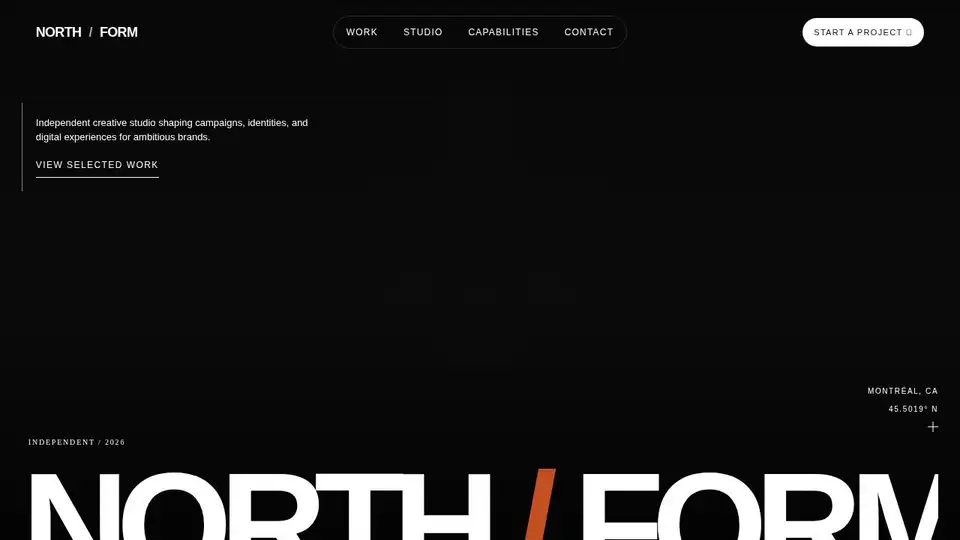 NORTH / FORM
WORK STUDIO CAPABILITIES CONTACT
START A PROJECT
Independent creative studio shaping campaigns, identities, and
digital experiences for ambitious brands.
VIEW SELECTED WORK
MONTRÉAL, CA
45.5019° N
INDEPENDENT / 2026
NORTH / FORM